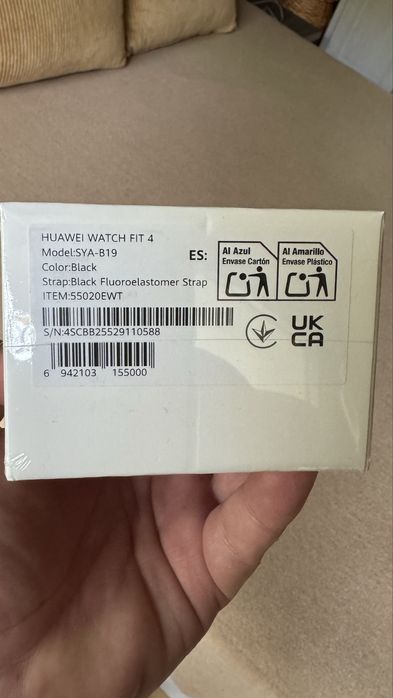 HUAWEI WATCH FIT 4
Model:SYA-B19
Color:Black
Strap:Black Fluoroelastomer Strap
ITEM:55020EWT
S/N:4SCBB25529110588
6 942103 155000
ES:
Al Azul
Envase Cartón
Al Amarillo
Envase Plástico
UK
CA